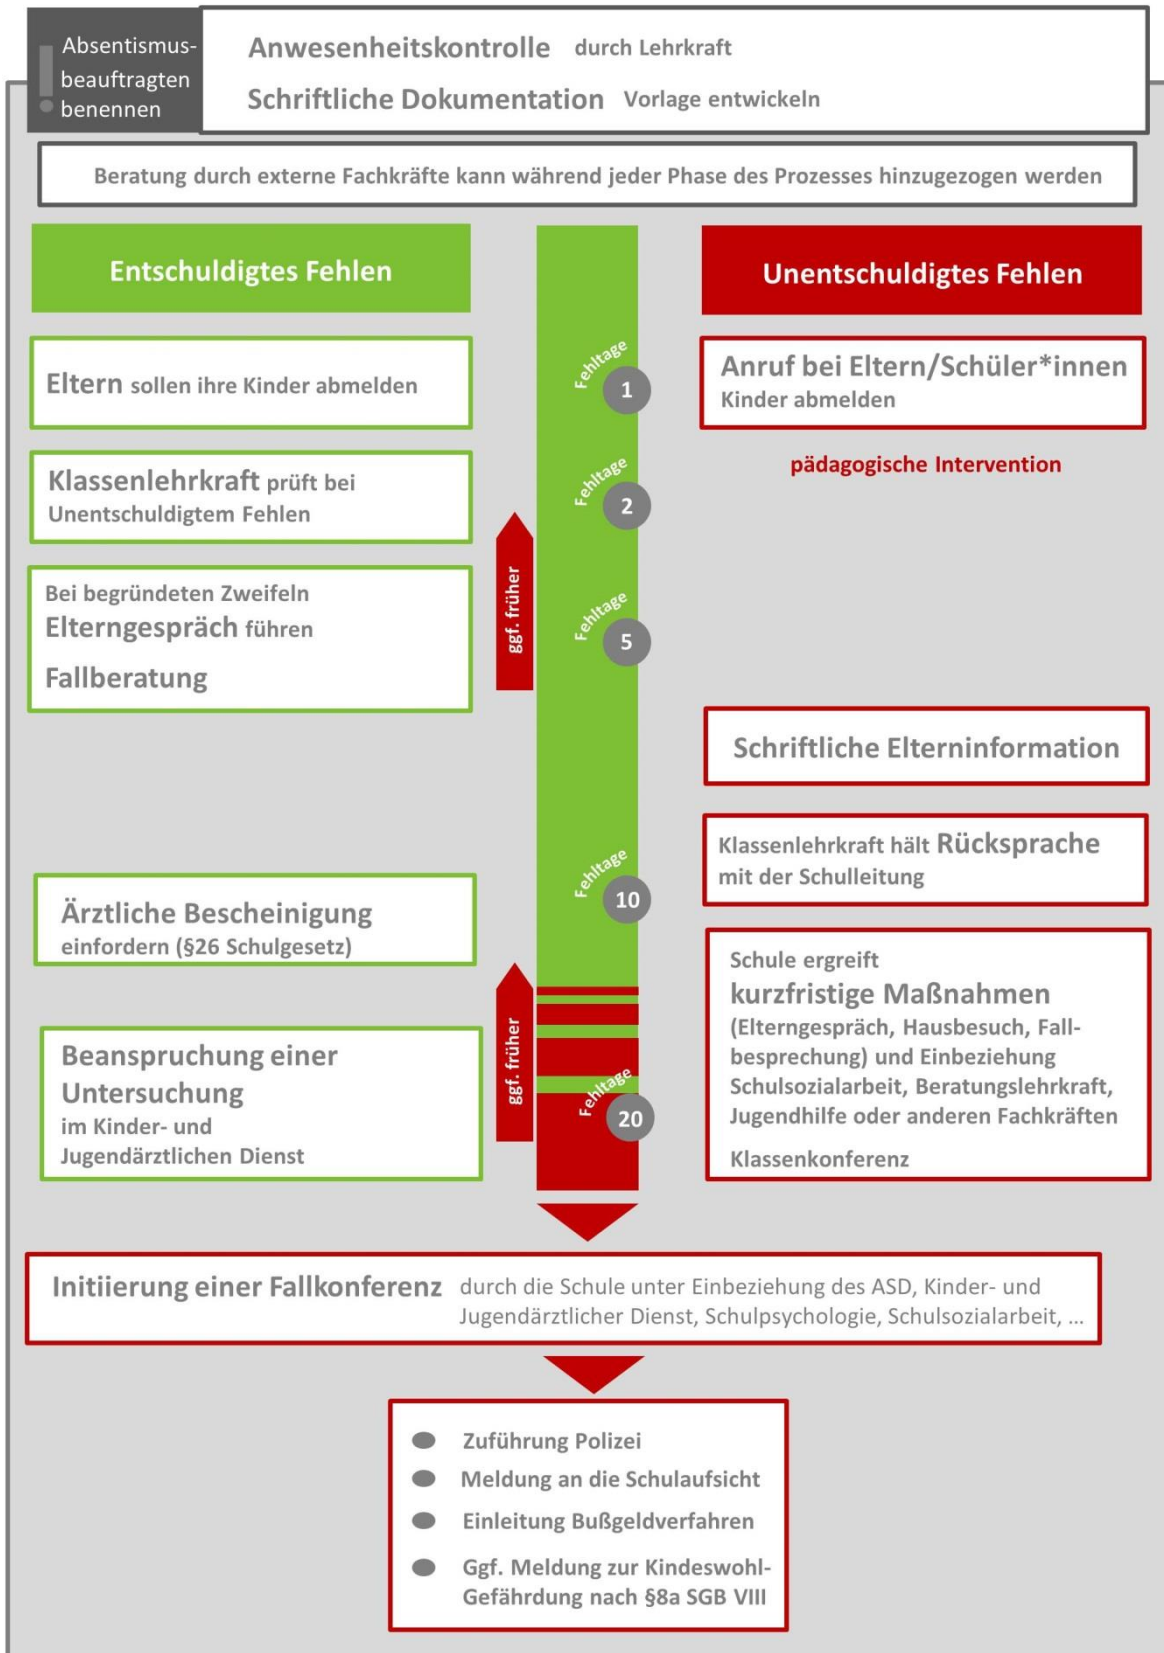 Absentismus-
beauftragten
benennen
Anwesenheitskontrolle durch Lehrkraft
Schriftliche Dokumentation Vorlage entwickeln
Beratung durch externe Fachkräfte kann während jeder Phase des Prozesses hinzugezogen werden
Entschuldigtes Fehlen
Unentschuldigtes Fehlen
Eltern sollen ihre Kinder abmelden
Fehltage
1
Anruf bei Eltern/Schüler*innen
Kinder abmelden
pädagogische Intervention
Klassenlehrkraft prüft bei
Unentschuldigtem Fehlen
Fehltage
2
Bei begründeten Zweifeln
Elterngespräch führen
Fallberatung
ggf. früher
Fehltage
5
Schriftliche Elterninformation
Klassenlehrkraft hält Rücksprache
mit der Schulleitung
Fehltage
10
Ärztliche Bescheinigung
einfordern (§26 Schulgesetz)
Schule ergreift
kurzfristige Maßnahmen
(Elterngespräch, Hausbesuch, Fall-
besprechung) und Einbeziehung
Schulsozialarbeit, Beratungslehrkraft,
Jugendhilfe oder anderen Fachkräften
Klassenkonferenz
Beanspruchung einer
Untersuchung
im Kinder- und
Jugendärztlichen Dienst
ggf. früher
Fehltage
20
Initiierung einer Fallkonferenz durch die Schule unter Einbeziehung des ASD, Kinder- und
Jugendärztlicher Dienst, Schulpsychologie, Schulsozialarbeit, ...
Zuführung Polizei
Meldung an die Schulaufsicht
Einleitung Bußgeldverfahren
Ggf. Meldung zur Kindeswohl-
Gefährdung nach §8a SGB VIII